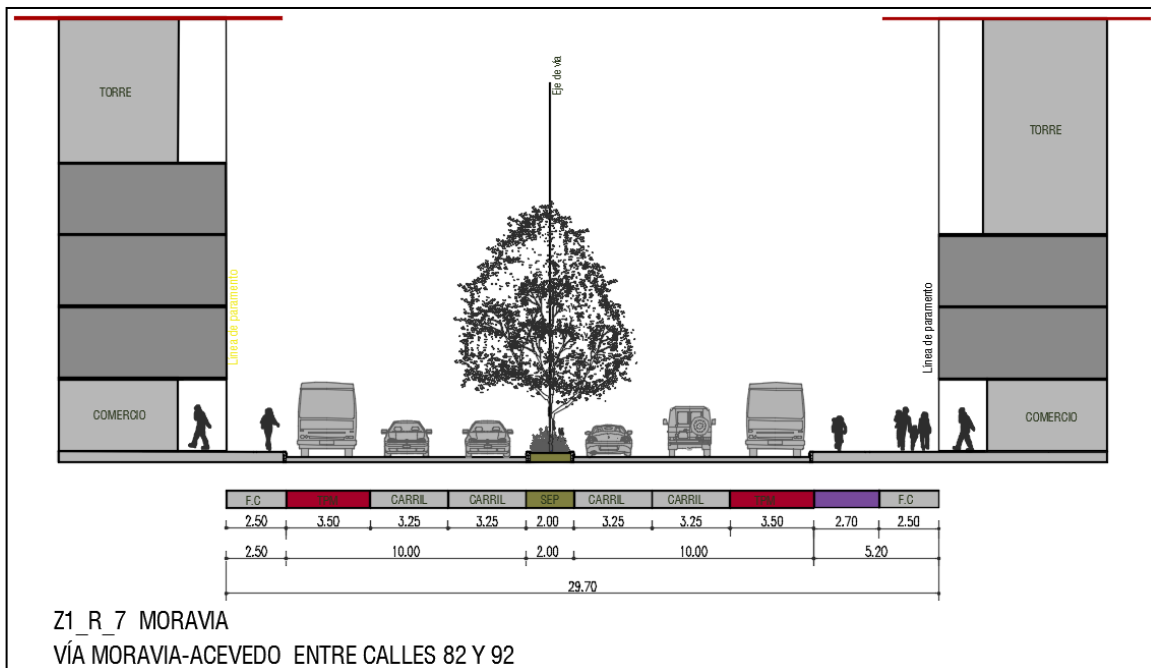 Eje de vía
TORRE
TORRE
Línea de paramento
Línea de paramento
COMERCIO
COMERCIO
F.C TPM CARRIL CARRIL SEP CARRIL CARRIL TPM F.C
2.50 3.50 3.25 3.25 2.00 3.25 3.25 3.50 2.70 2.50
2.50 10.00 2.00 10.00 5.20
29.70
Z1_R_7 MORAVIA
VÍA MORAVIA-ACEVEDO ENTRE CALLES 82 Y 92